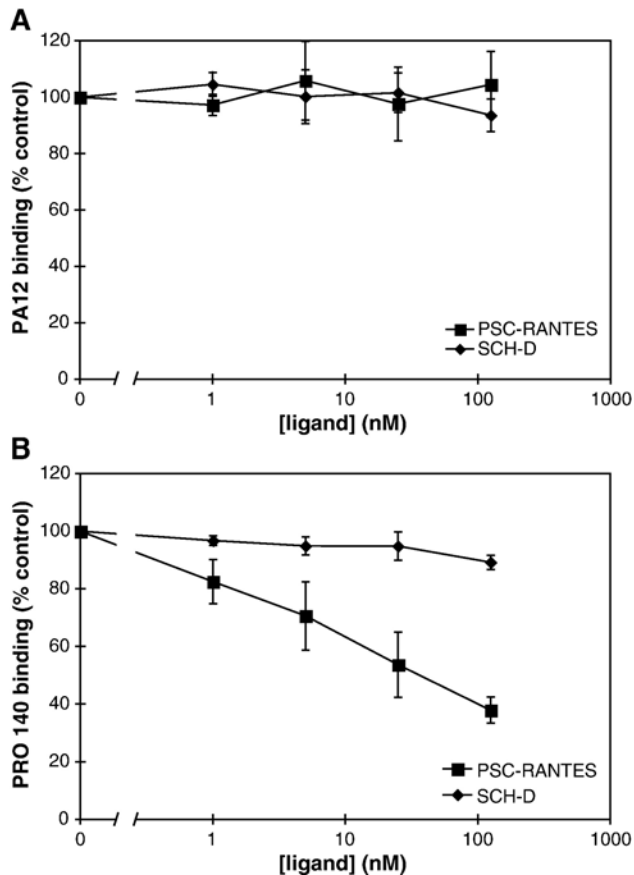 A
120
100
80
60
40
20
0
PA12 binding (% control)
PSC-RANTES
SCH-D
0 1 10 100 1000
[ligand] (nM)
B
120
100
80
60
40
20
0
PRO 140 binding (% control)
PSC-RANTES
SCH-D
0 1 10 100 1000
[ligand] (nM)